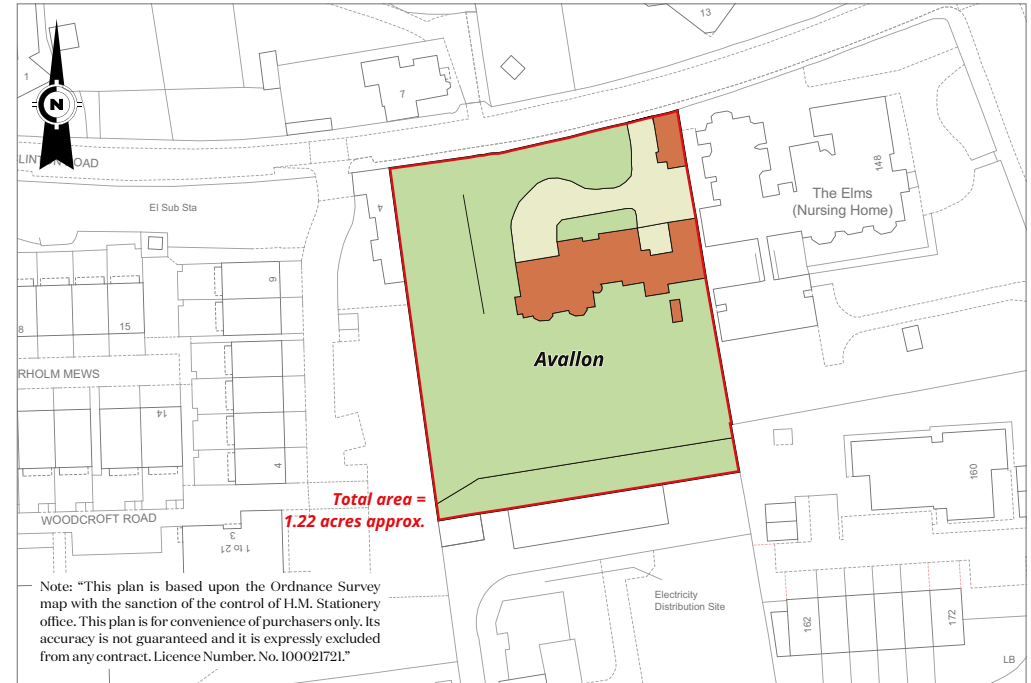 13
1
7
N
LINTON ROAD
El Sub Sta
4
148
The Elms
(Nursing Home)
9
8
15
Avallon
RHOLM MEWS
14
4
160
Total area =
1.22 acres approx.
WOODCROFT ROAD
3
1 to 21
Note: “This plan is based upon the Ordnance Survey
map with the sanction of the control of H.M. Stationery
office. This plan is for convenience of purchasers only. Its
accuracy is not guaranteed and it is expressly excluded
from any contract. Licence Number. No. 100021721.”
Electricity
Distribution Site
162
172
LB